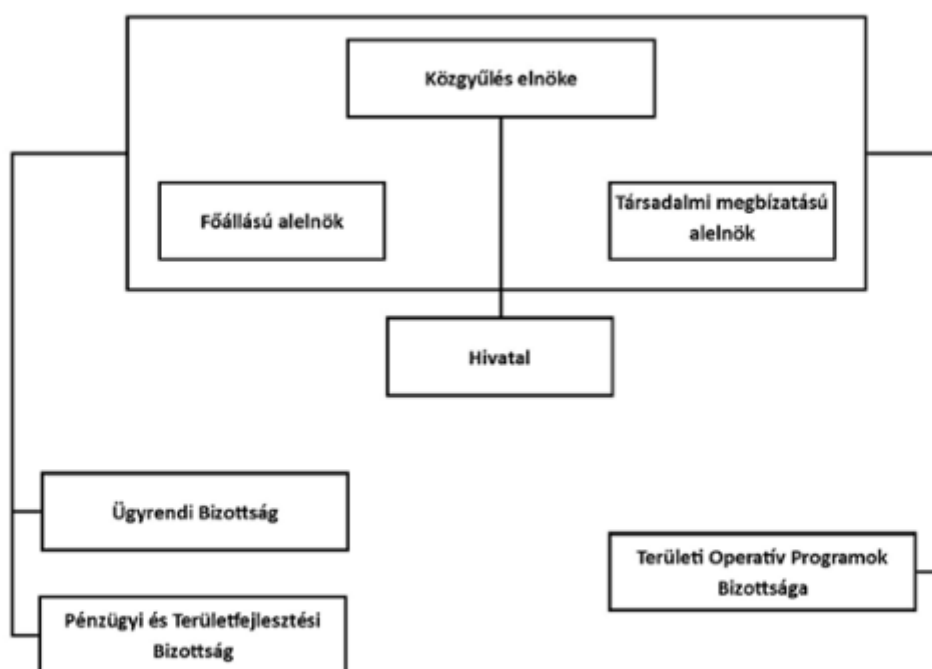 Közgyűlés elnöke
Főállású alelnök
Társadalmi megbízatású
alelnök
Hivatal
Ügyrendi Bizottság
Területi Operatív Programok
Bizottsága
Pénzügyi és Területfejlesztési
Bizottság